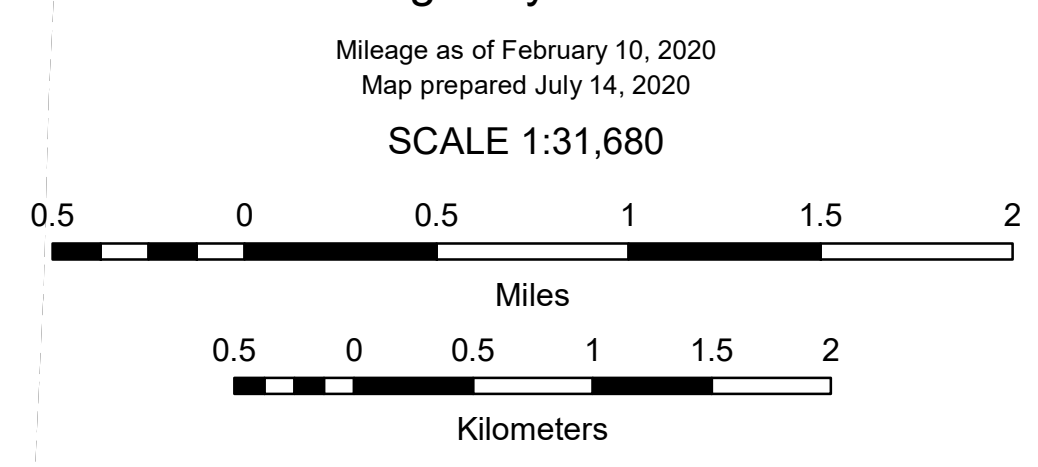 Mileage as of February 10, 2020
Map prepared July 14, 2020
SCALE 1:31,680
0.5 0 0.5 1 1.5 2
Miles
0.5 0 0.5 1 1.5 2
Kilometers